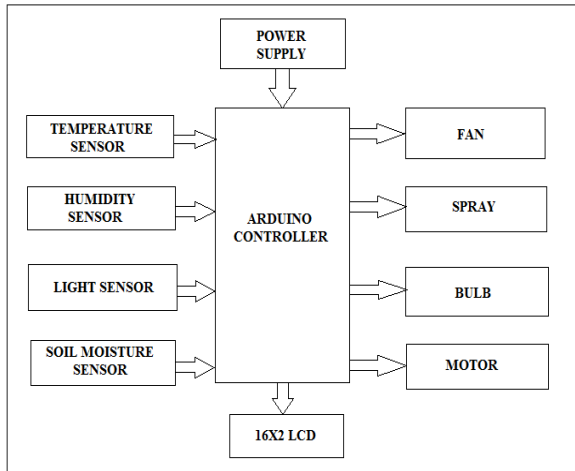 POWER
SUPPLY
TEMPERATURE
SENSOR
FAN
HUMIDITY
SENSOR
ARDUINO
CONTROLLER
SPRAY
LIGHT SENSOR
BULB
SOIL MOISTURE
SENSOR
MOTOR
16X2 LCD